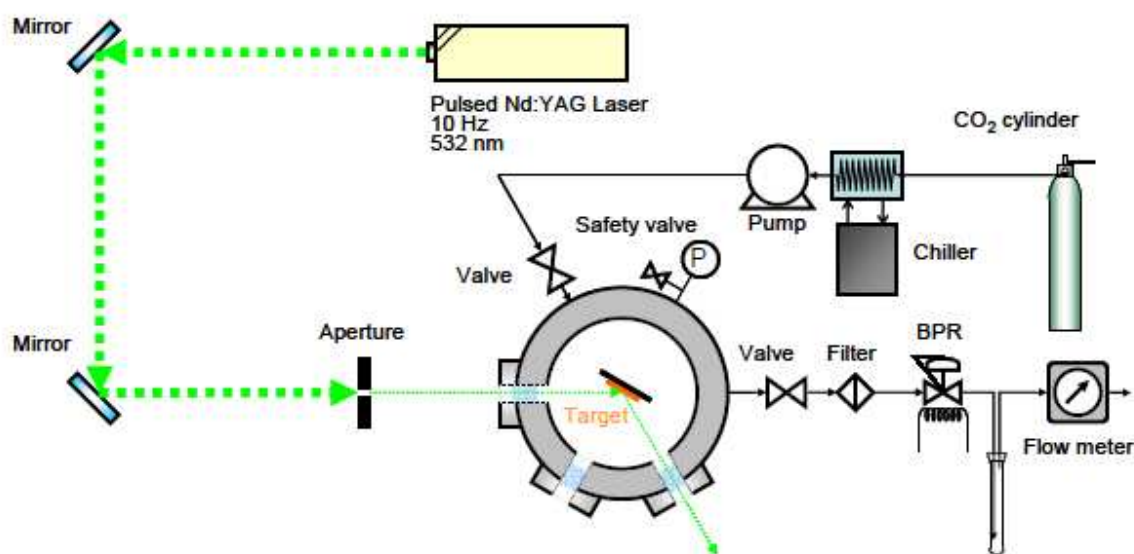 Mirror
Pulsed Nd:YAG Laser
10 Hz
532 nm
CO₂ cylinder
Pump
Safety valve
P
Chiller
Valve
Mirror
Aperture
Valve
Filter
BPR
Target
Flow meter